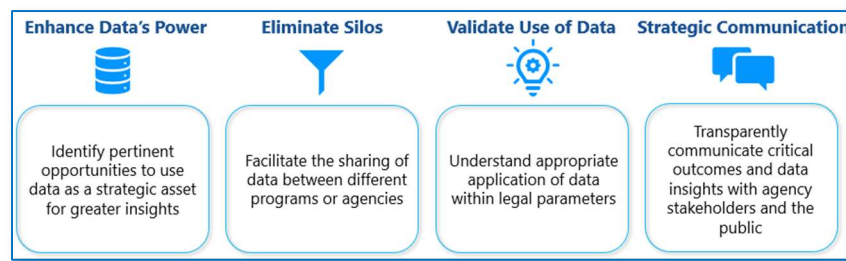 Enhance Data's Power
Eliminate Silos
Validate Use of Data
Strategic Communication
Identify pertinent
opportunities to use
data as a strategic asset
for greater insights
Facilitate the sharing of
data between different
programs or agencies
Understand appropriate
application of data
within legal parameters
Transparently
communicate critical
outcomes and data
insights with agency
stakeholders and the
public